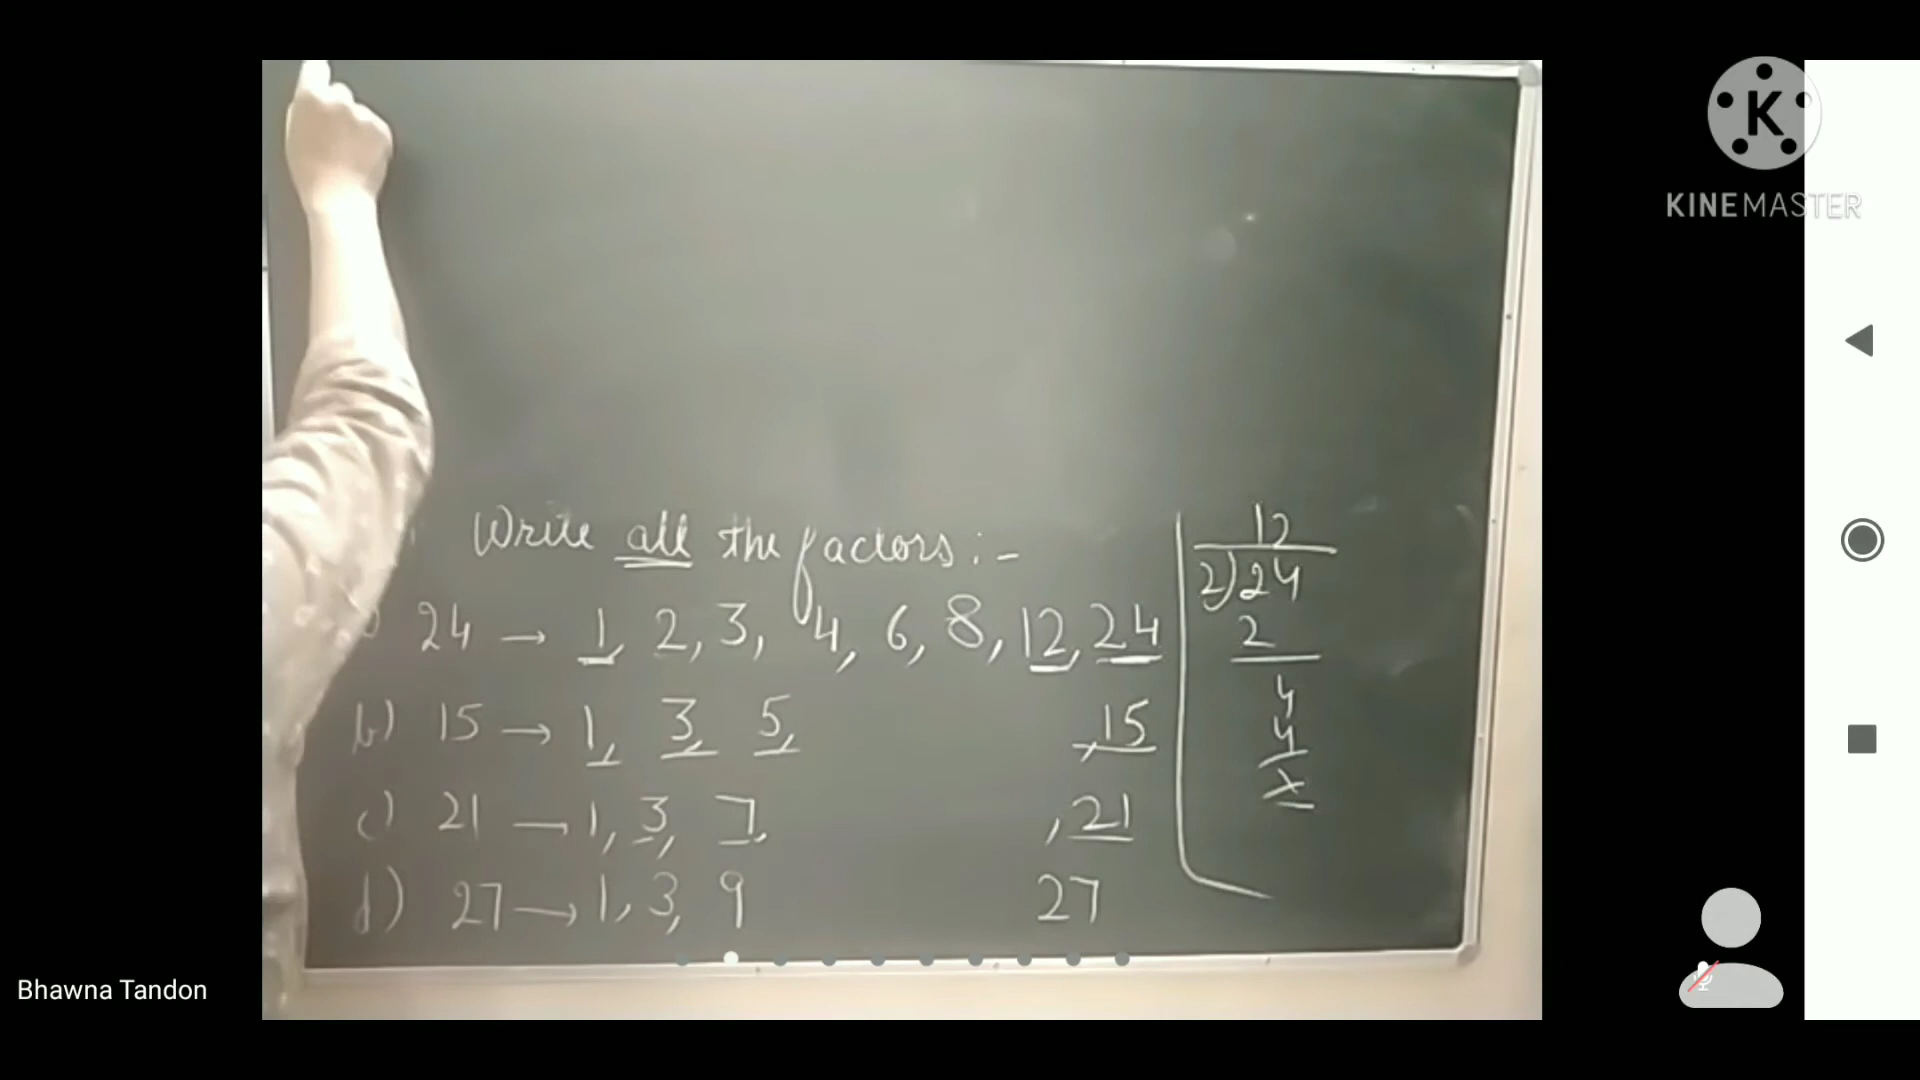 KINEMASTER
Write all the factors :-
24 → 1, 2, 3, 4, 6, 8, 12, 24
b) 15 → 1, 3, 5, , 15
c) 21 → 1, 3, 7, , 21
d) 27 → 1, 3, 9 27
12
2)24
2
4
4
x
Bhawna Tandon